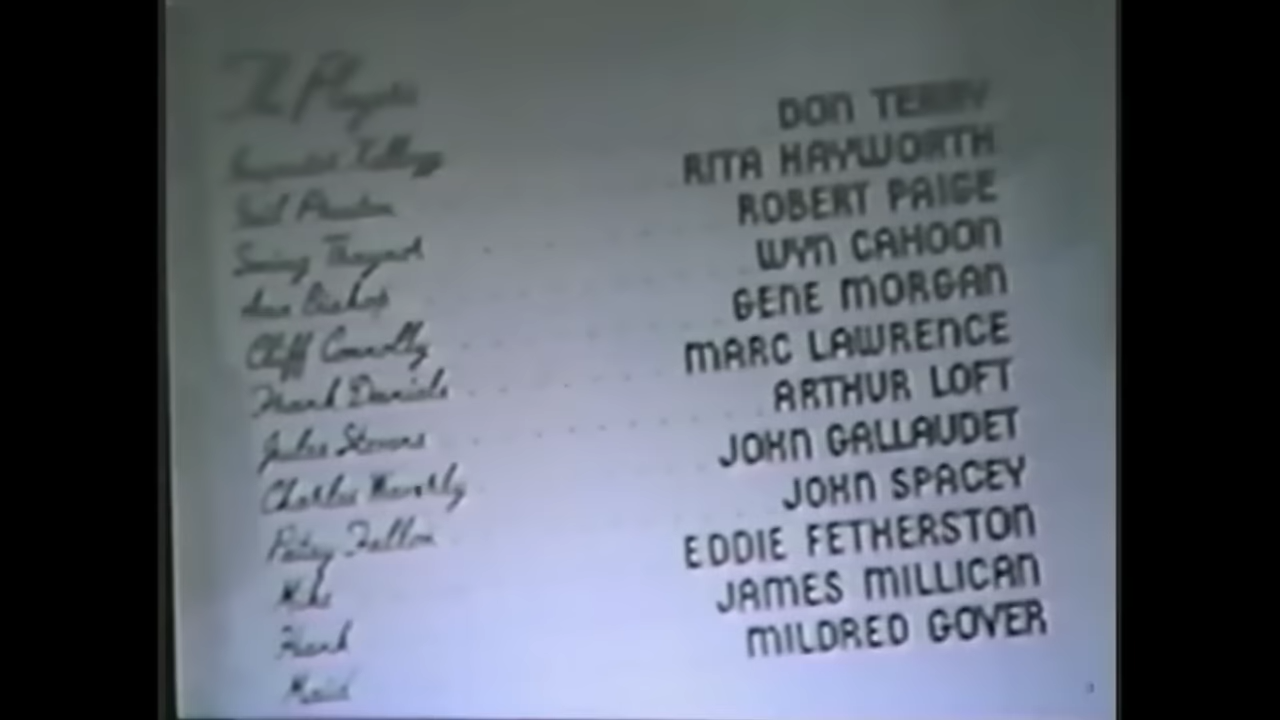 The Players
Inspector Kellogg DON TERRY
Gail Preston RITA HAYWORTH
Swing Traynor ROBERT PAIGE
Ann Bishop WYN CAHOON
Cliff Connolly GENE MORGAN
Frank Daniels MARC LAWRENCE
Jules Stevens ARTHUR LOFT
Charles Waverly JOHN GALLAUDET
Patsy Fallon JOHN SPACEY
Mike EDDIE FETHERSTON
Hank JAMES MILLICAN
Maid MILDRED GOVER